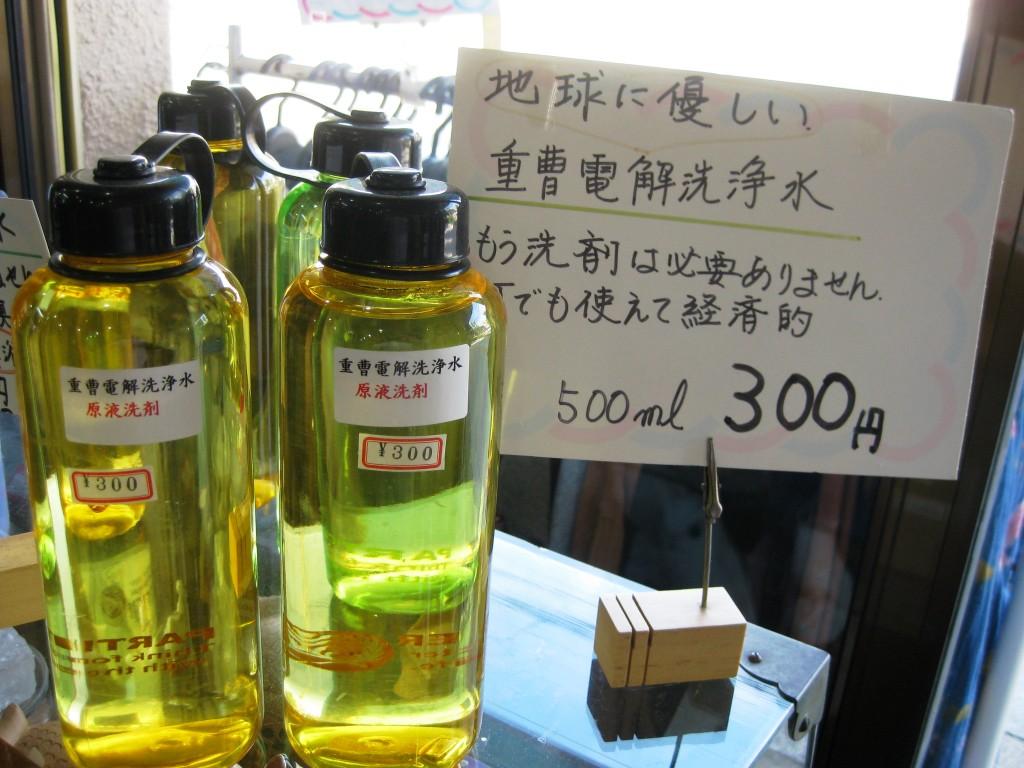 地球に優しい
重曹電解洗浄水
もう洗剤は必要ありません.
でも使えて経済的
500ml 300円
重曹電解洗浄水
原液洗剤
¥300
重曹電解洗浄水
原液洗剤
¥300
PARTI